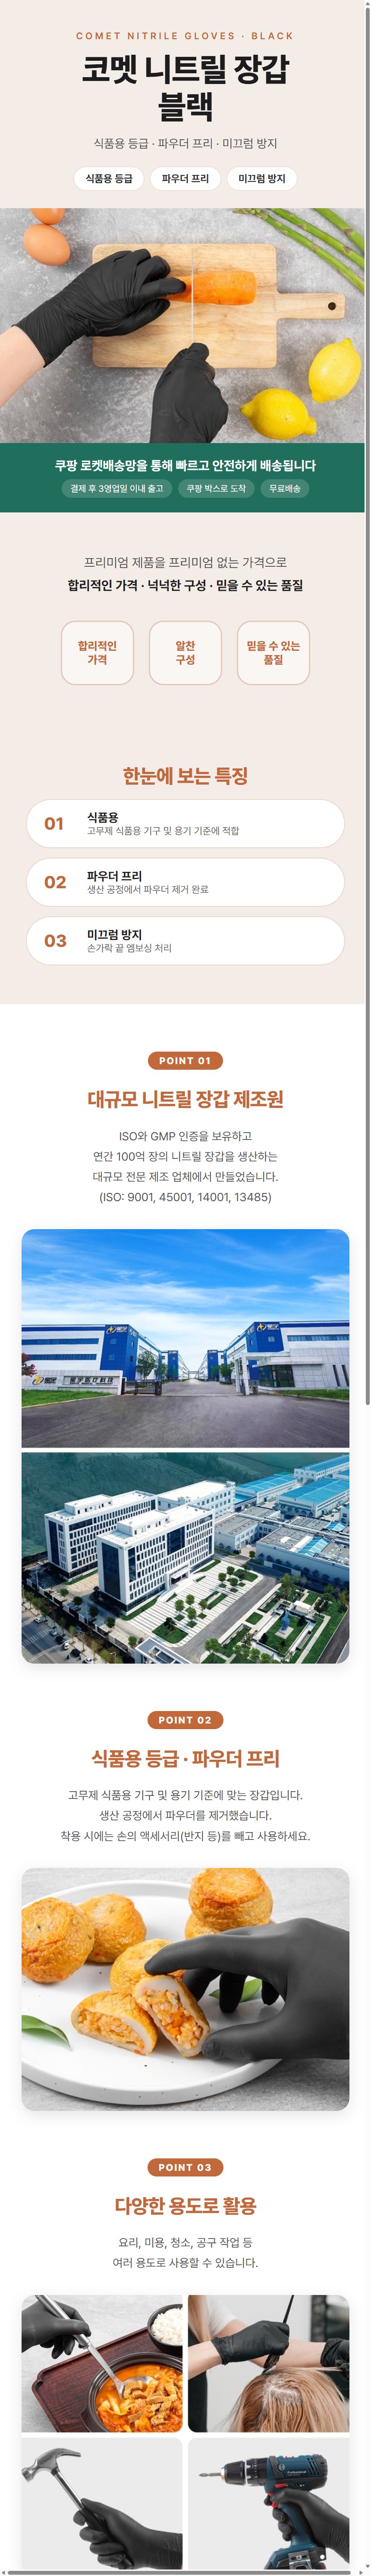 COMET NITRILE GLOVES · BLACK
코멧 니트릴 장갑
블랙
식품용 등급 · 파우더 프리 · 미끄럼 방지
식품용 등급
파우더 프리
미끄럼 방지
쿠팡 로켓배송망을 통해 빠르고 안전하게 배송됩니다
결제 후 3영업일 이내 출고
쿠팡 박스로 도착
무료배송
프리미엄 제품을 프리미엄 없는 가격으로
합리적인 가격 · 넉넉한 구성 · 믿을 수 있는 품질
합리적인
가격
알찬
구성
믿을 수 있는
품질
한눈에 보는 특징
01
식품용
고무제 식품용 기구 및 용기 기준에 적합
02
파우더 프리
생산 공정에서 파우더 제거 완료
03
미끄럼 방지
손가락 끝 엠보싱 처리
POINT 01
대규모 니트릴 장갑 제조원
ISO와 GMP 인증을 보유하고
연간 100억 장의 니트릴 장갑을 생산하는
대규모 전문 제조 업체에서 만들었습니다.
(ISO: 9001, 45001, 14001, 13485)
POINT 02
식품용 등급 · 파우더 프리
고무제 식품용 기구 및 용기 기준에 맞는 장갑입니다.
생산 공정에서 파우더를 제거했습니다.
착용 시에는 손의 액세서리(반지 등)를 빼고 사용하세요.
POINT 03
다양한 용도로 활용
요리, 미용, 청소, 공구 작업 등
여러 용도로 사용할 수 있습니다.